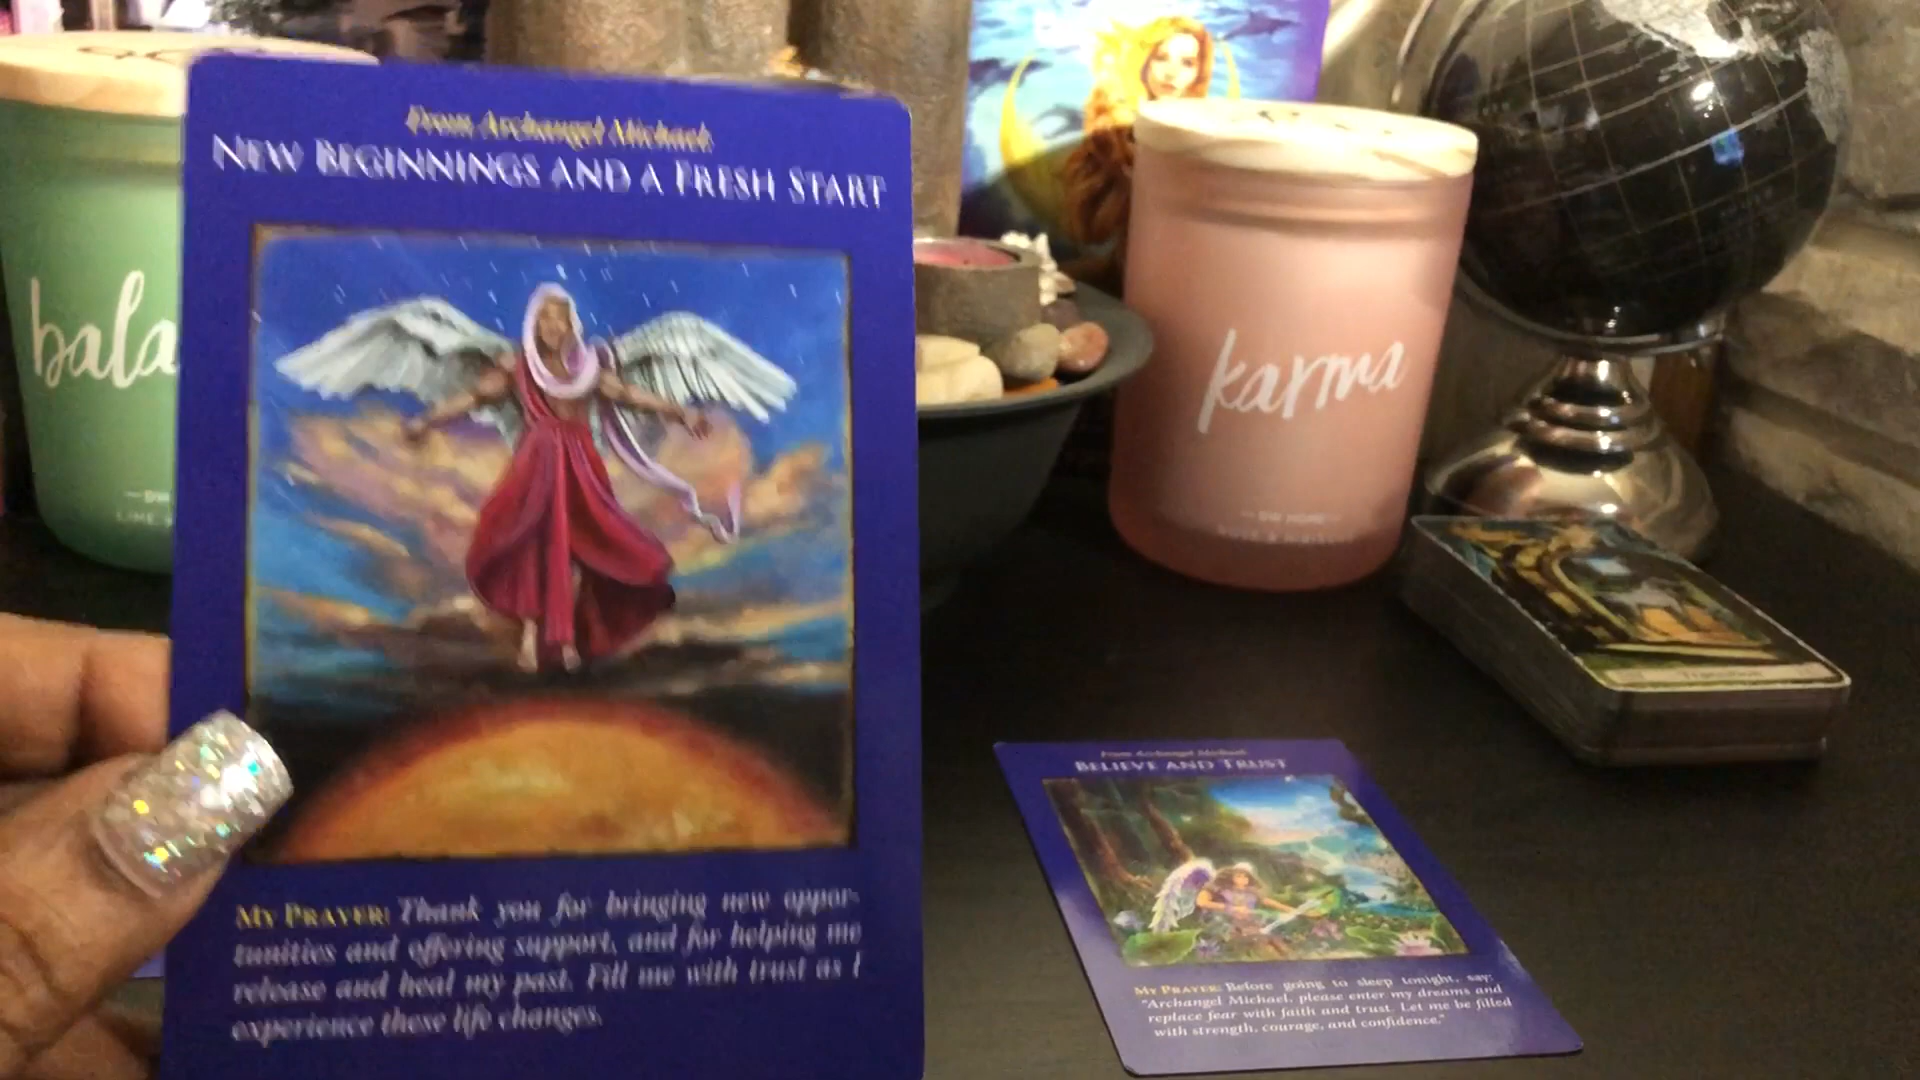 From Archangel Michael:
NEW BEGINNINGS AND A FRESH START
MY PRAYER: Thank you for bringing new oppor-
tunities and offering support, and for helping me
release and heal my past. Fill me with trust as I
experience these life changes.
bala
DW
LIME
karma
DW HOME
From Archangel Michael:
BELIEVE AND TRUST
MY PRAYER: Before going to sleep tonight, say:
"Archangel Michael, please enter my dreams and
replace fear with faith and trust. Let me be filled
with strength, courage, and confidence."